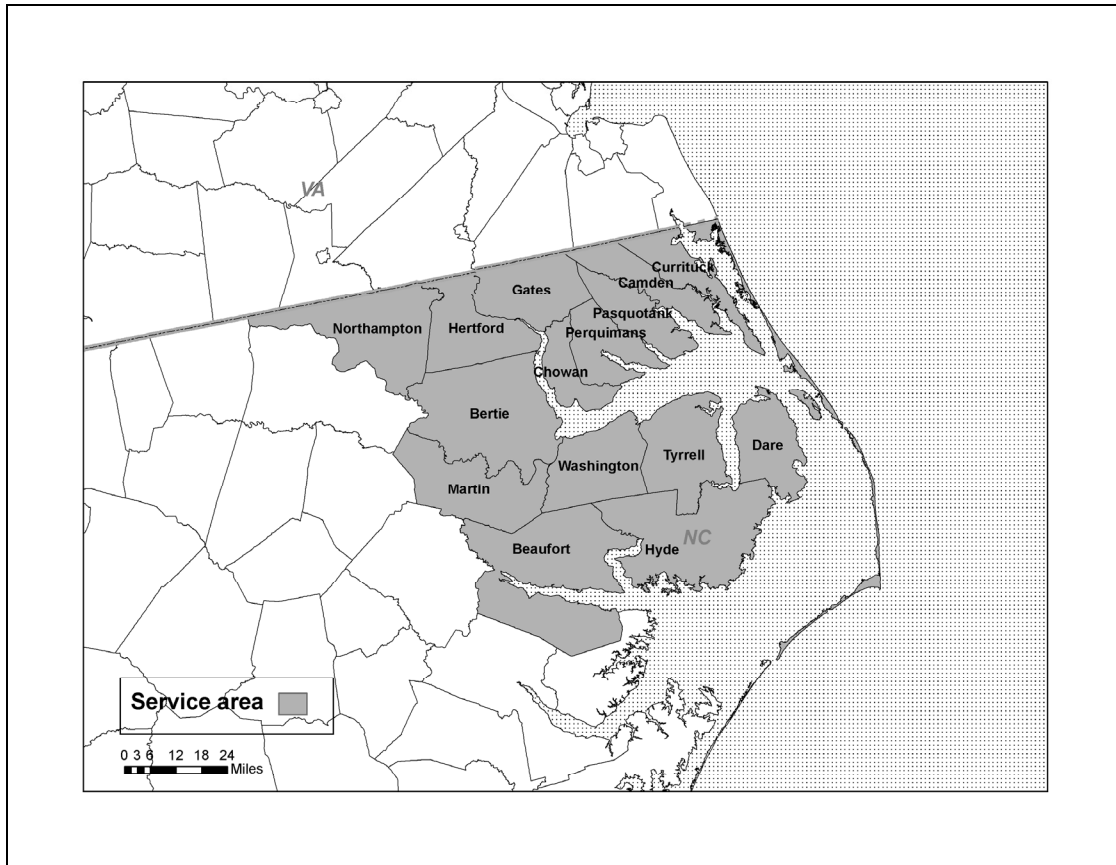 VA
Currituck
Camden
Gates
Pasquotank
Northampton
Hertford
Perquimans
Chowan
Bertie
Dare
Tyrrell
Washington
Martin
NC
Beaufort
Hyde
Service area
0 3 6 12 18 24
Miles